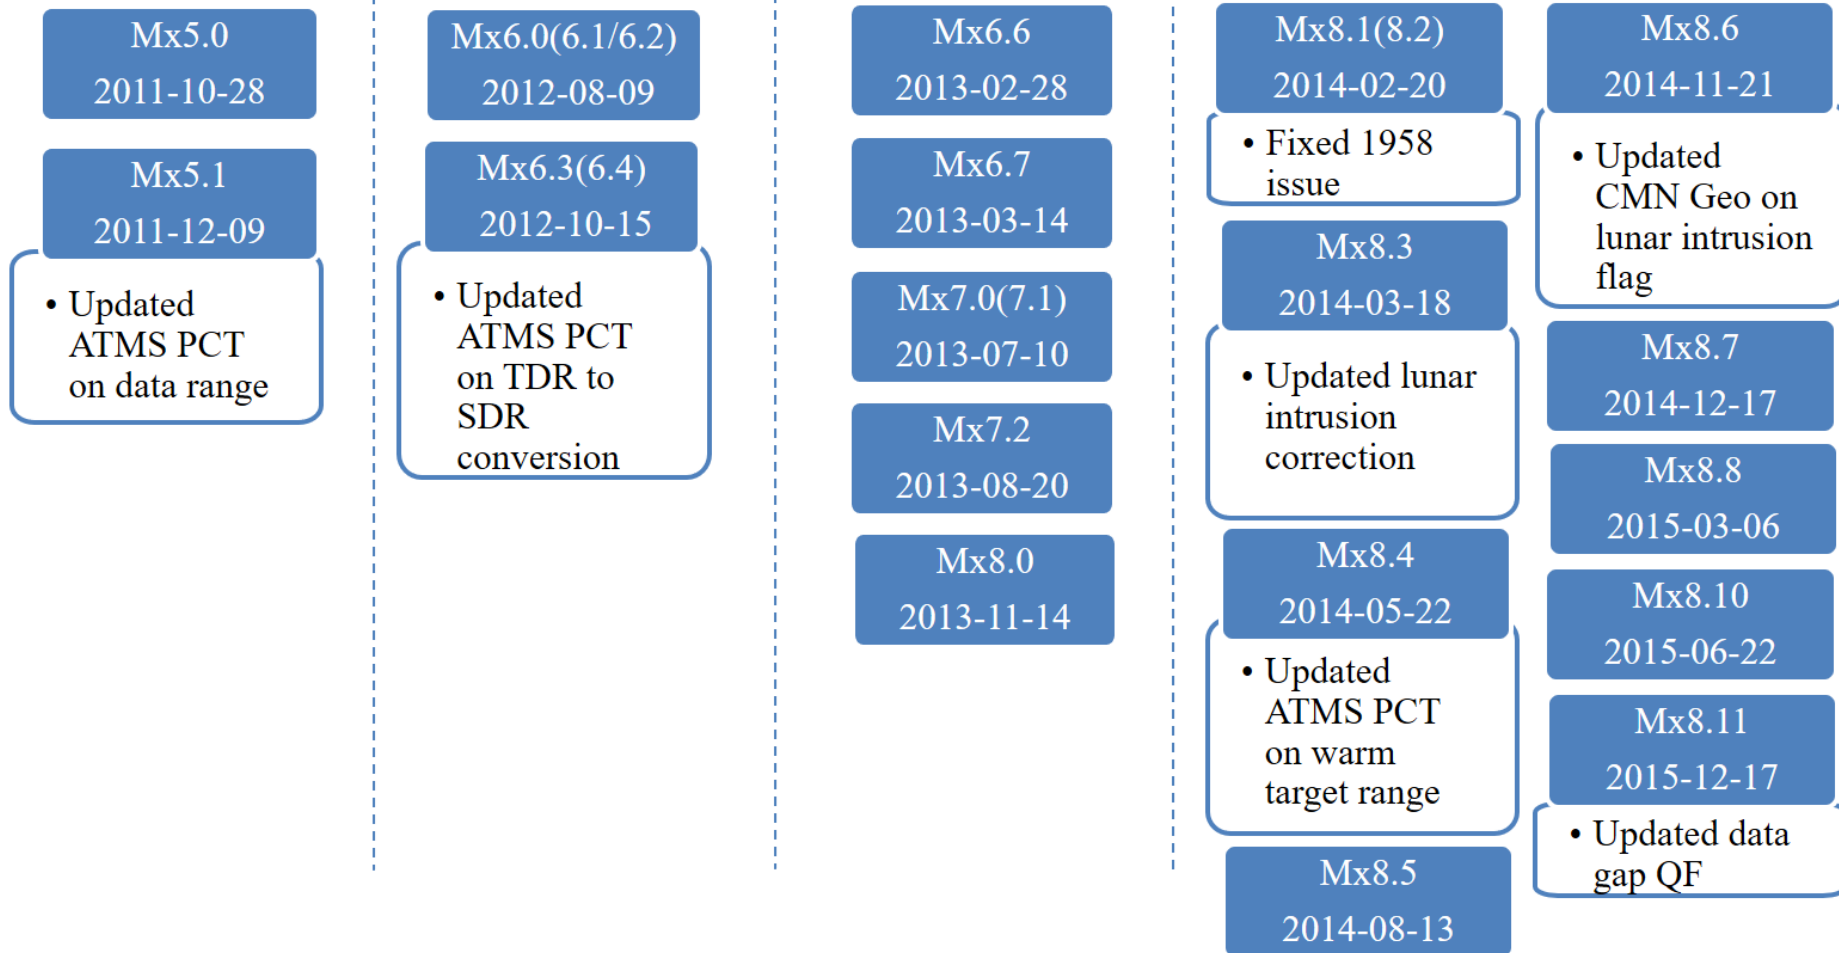 Mx5.0
2011-10-28
Mx5.1
2011-12-09
• Updated
ATMS PCT
on data range
Mx6.0(6.1/6.2)
2012-08-09
Mx6.3(6.4)
2012-10-15
• Updated
ATMS PCT
on TDR to
SDR
conversion
Mx6.6
2013-02-28
Mx6.7
2013-03-14
Mx7.0(7.1)
2013-07-10
Mx7.2
2013-08-20
Mx8.0
2013-11-14
Mx8.1(8.2)
2014-02-20
• Fixed 1958
issue
Mx8.3
2014-03-18
• Updated lunar
intrusion
correction
Mx8.4
2014-05-22
• Updated
ATMS PCT
on warm
target range
Mx8.5
2014-08-13
Mx8.6
2014-11-21
• Updated
CMN Geo on
lunar intrusion
flag
Mx8.7
2014-12-17
Mx8.8
2015-03-06
Mx8.10
2015-06-22
Mx8.11
2015-12-17
• Updated data
gap QF